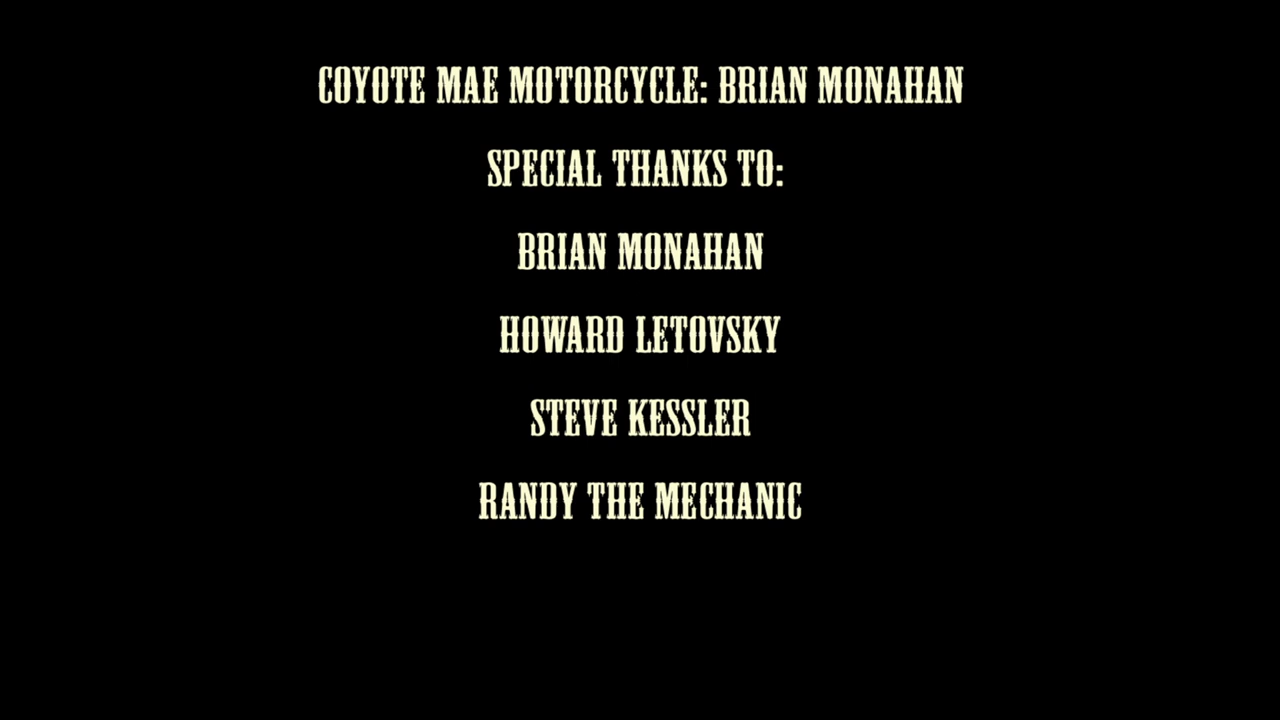 COYOTE MAE MOTORCYCLE: BRIAN MONAHAN
SPECIAL THANKS TO:
BRIAN MONAHAN
HOWARD LETOVSKY
STEVE KESSLER
RANDY THE MECHANIC